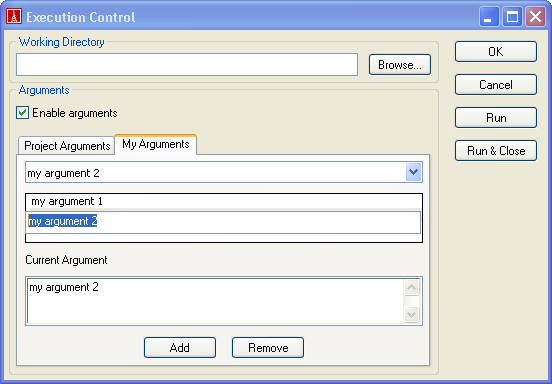 Execution Control
Working Directory
Browse...
OK
Cancel
Run
Run & Close
Arguments
Enable arguments
Project Arguments
My Arguments
my argument 2
my argument 1
my argument 2
Current Argument
my argument 2
Add
Remove